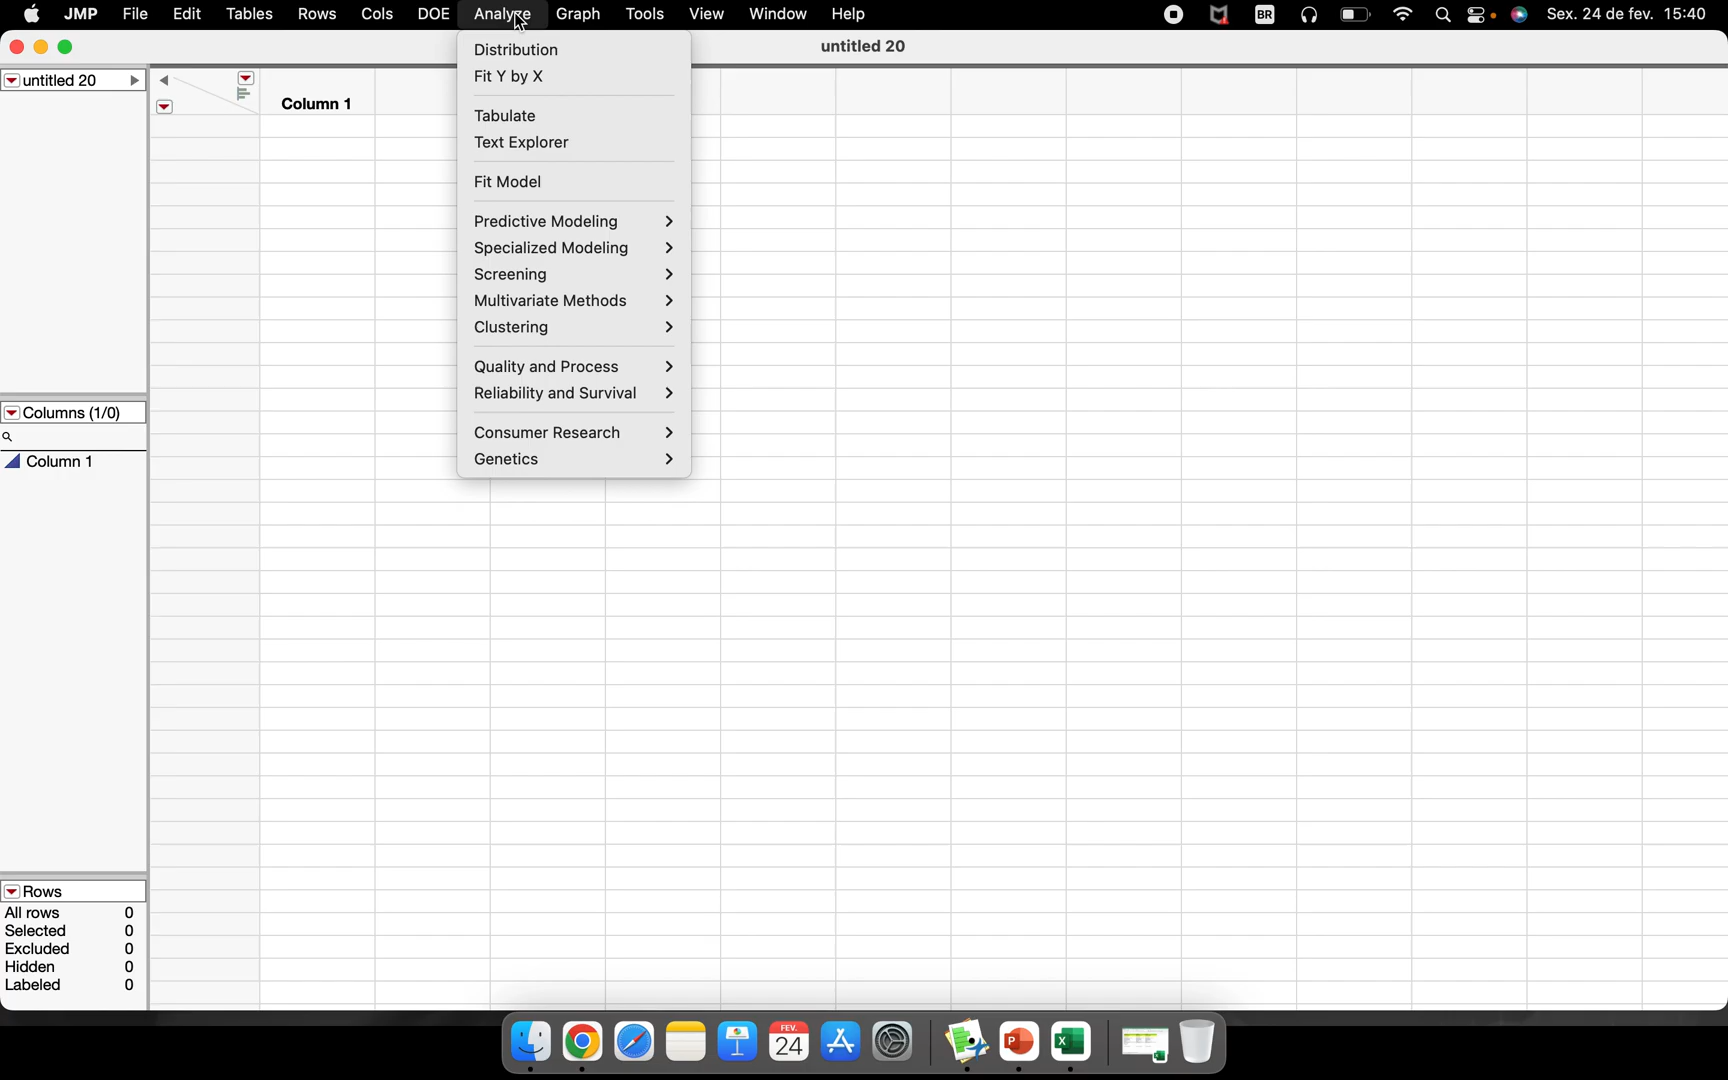 JMP File Edit Tables Rows Cols DOE Analyze Graph Tools View Window Help BR Sex. 24 de fev. 15:40
untitled 20
untitled 20
Column 1
Distribution
Fit Y by X
Tabulate
Text Explorer
Fit Model
Predictive Modeling
Specialized Modeling
Screening
Multivariate Methods
Clustering
Quality and Process
Reliability and Survival
Consumer Research
Genetics
Columns (1/0)
Column 1
Rows
All rows 0
Selected 0
Excluded 0
Hidden 0
Labeled 0
FEV.
24
P
X